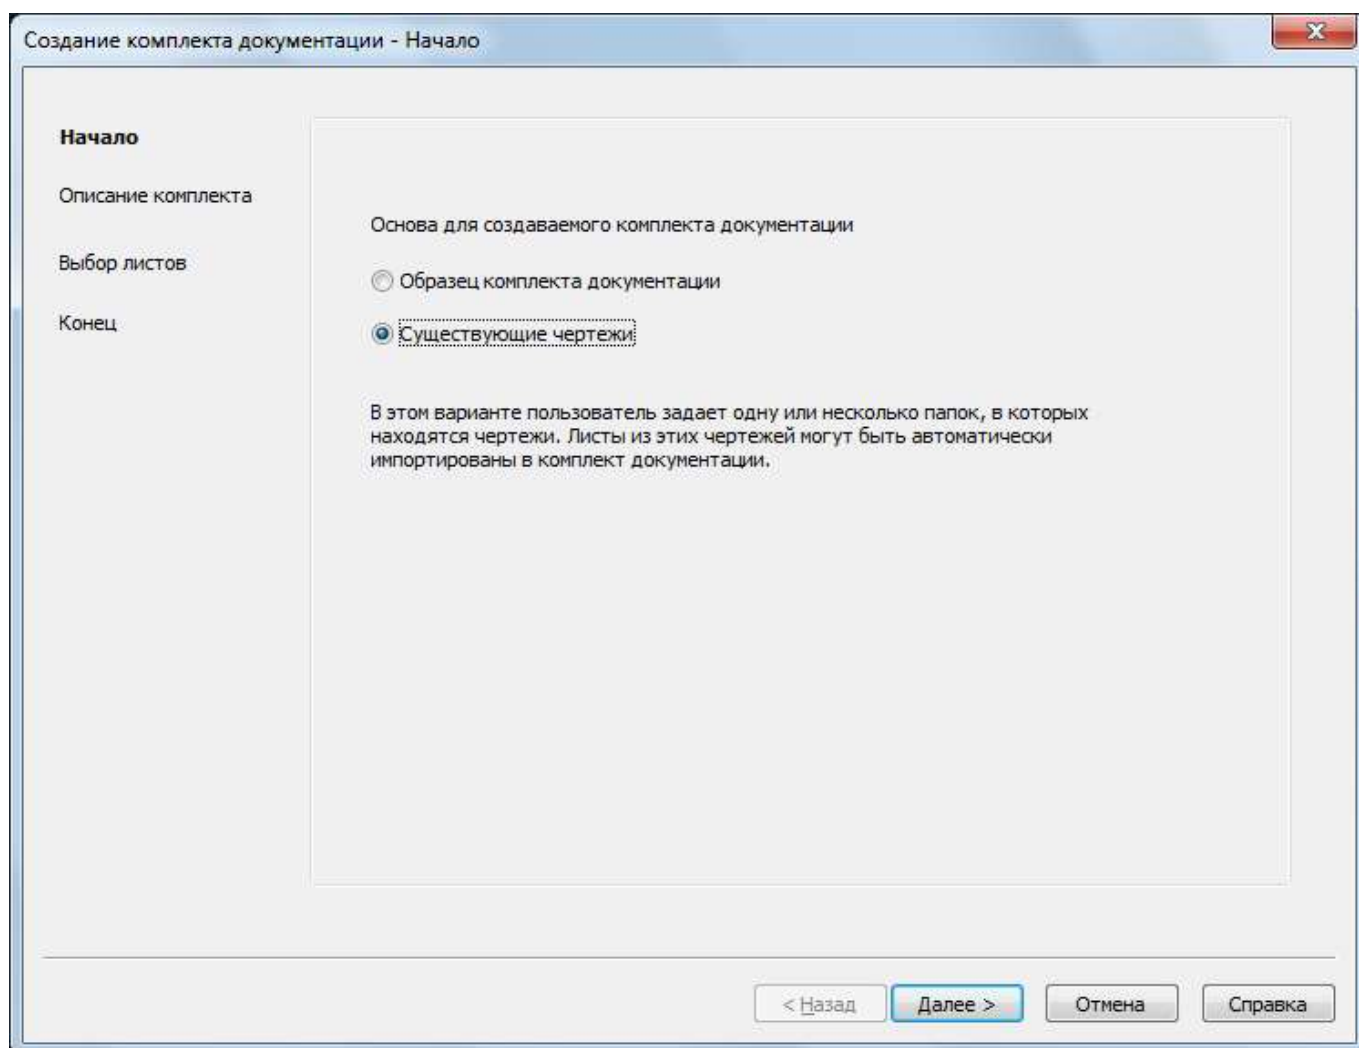 Создание комплекта документации - Начало
Начало
Описание комплекта
Выбор листов
Конец
Основа для создаваемого комплекта документации
Образец комплекта документации
Существующие чертежи
В этом варианте пользователь задает одну или несколько папок, в которых
находятся чертежи. Листы из этих чертежей могут быть автоматически
импортированы в комплект документации.
< Назад
Далее >
Отмена
Справка